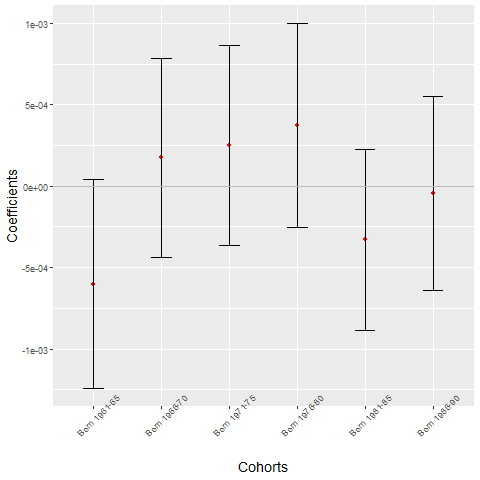 Coefficients
1e-03
5e-04
0e+00
-5e-04
-1e-03
Born 1961-65
Born 1966-70
Born 1971-75
Born 1976-80
Born 1981-85
Born 1986-90
Cohorts